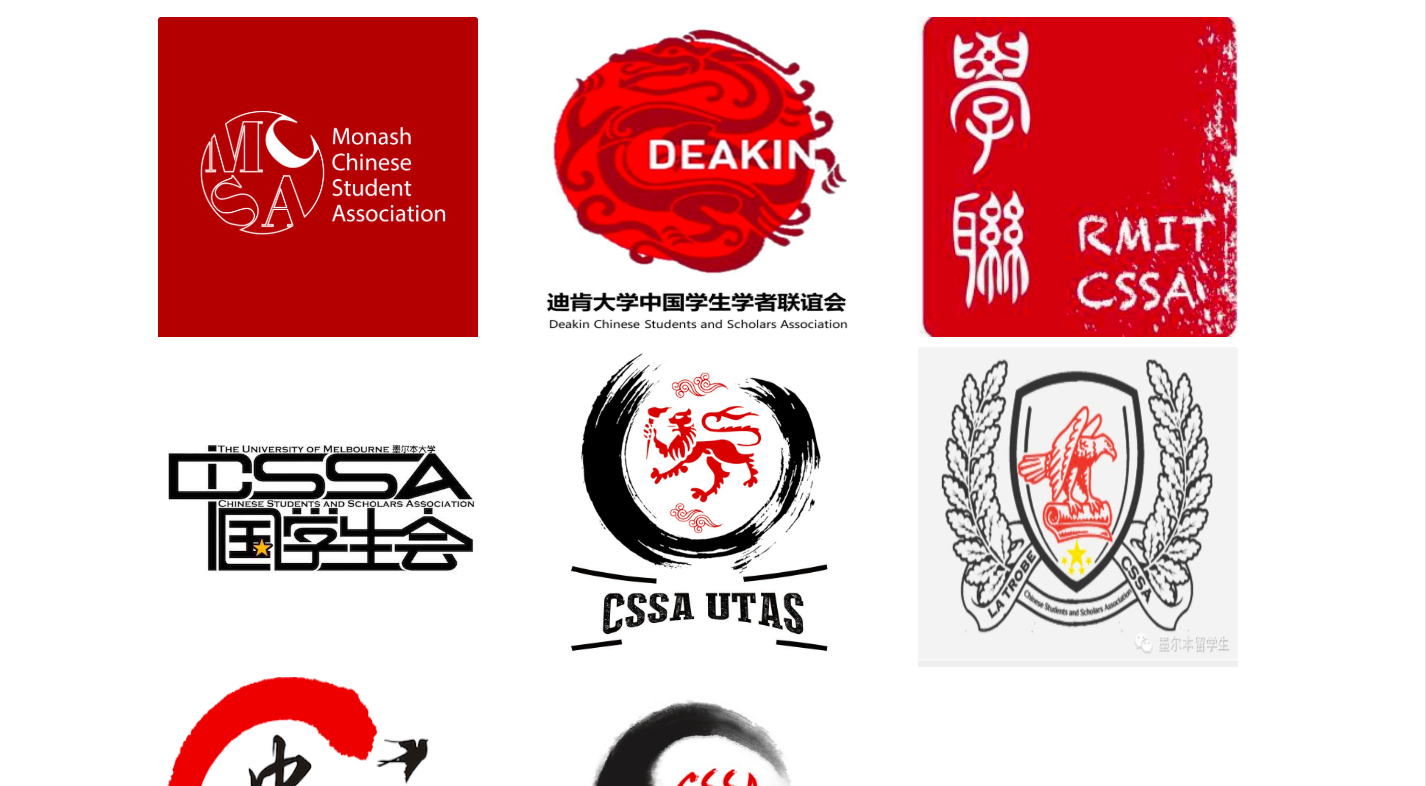 MCSA
Monash
Chinese
Student
Association
DEAKIN
迪肯大学中国学生学者联谊会
Deakin Chinese Students and Scholars Association
學
聯
RMIT
CSSA
THE UNIVERSITY OF MELBOURNE 墨尔本大学
CSSA
CHINESE STUDENTS AND SCHOLARS ASSOCIATION
中国学生会
CSSA UTAS
LA TROBE
Chinese Students and Scholars Association
CSSA
墨尔本留学生
中
CSSA